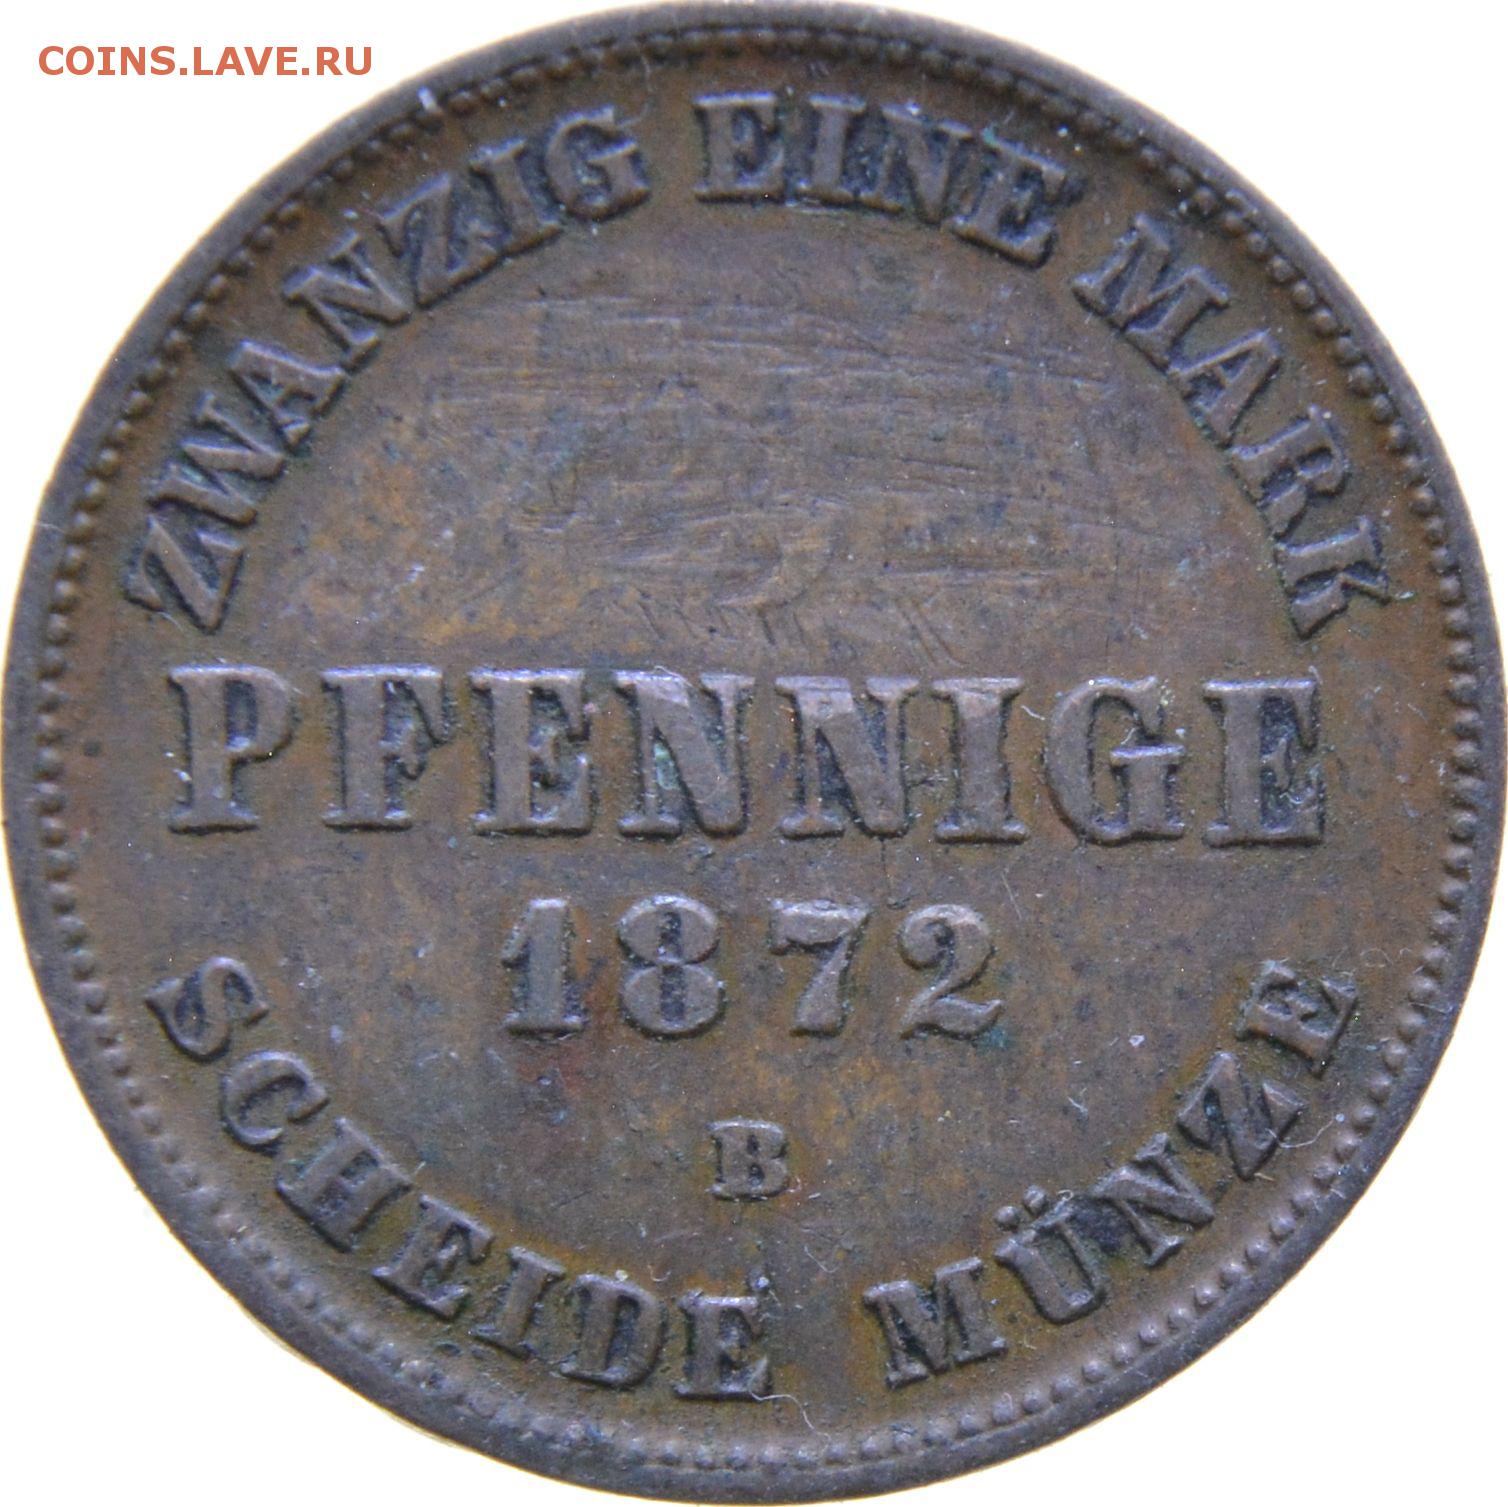 COINS.LAVE.RU
ZWANZIG EINE MARK
PFENNIGE
1872
B
SCHEIDE MÜNZE